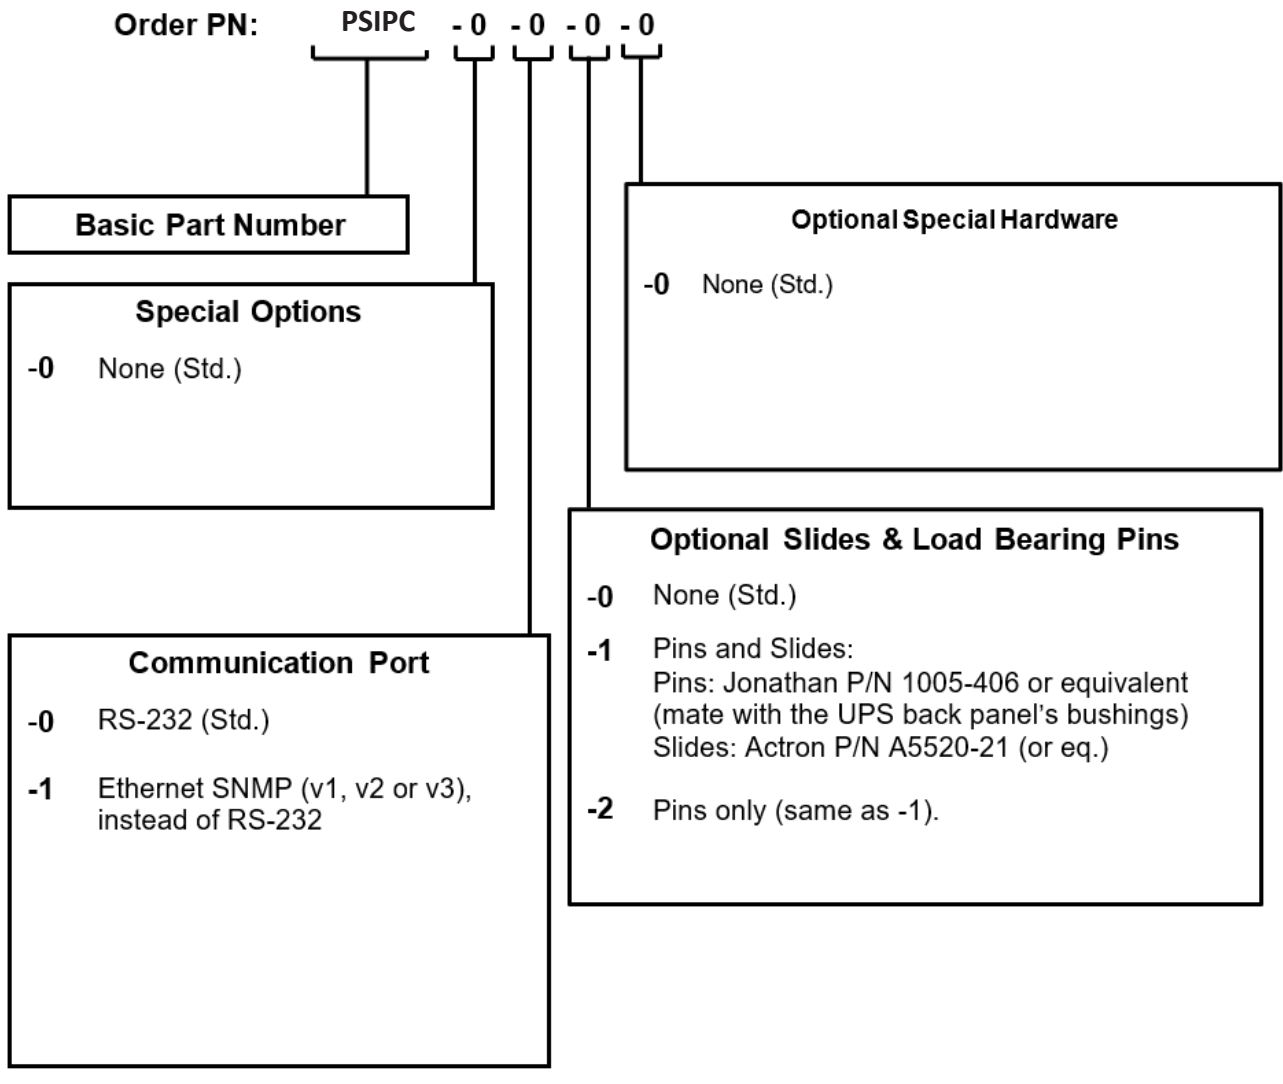 Order PN: PSIPC - 0 - 0 - 0 - 0
Basic Part Number
Special Options
-0 None (Std.)
Communication Port
-0 RS-232 (Std.)
-1 Ethernet SNMP (v1, v2 or v3),
instead of RS-232
Optional Special Hardware
-0 None (Std.)
Optional Slides & Load Bearing Pins
-0 None (Std.)
-1 Pins and Slides:
Pins: Jonathan P/N 1005-406 or equivalent
(mate with the UPS back panel’s bushings)
Slides: Actron P/N A5520-21 (or eq.)
-2 Pins only (same as -1).